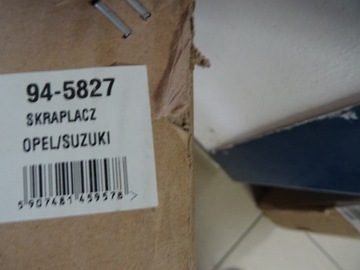 94-5827
SKRAPLACZ
OPEL/SUZUKI
5 907481 459578 >